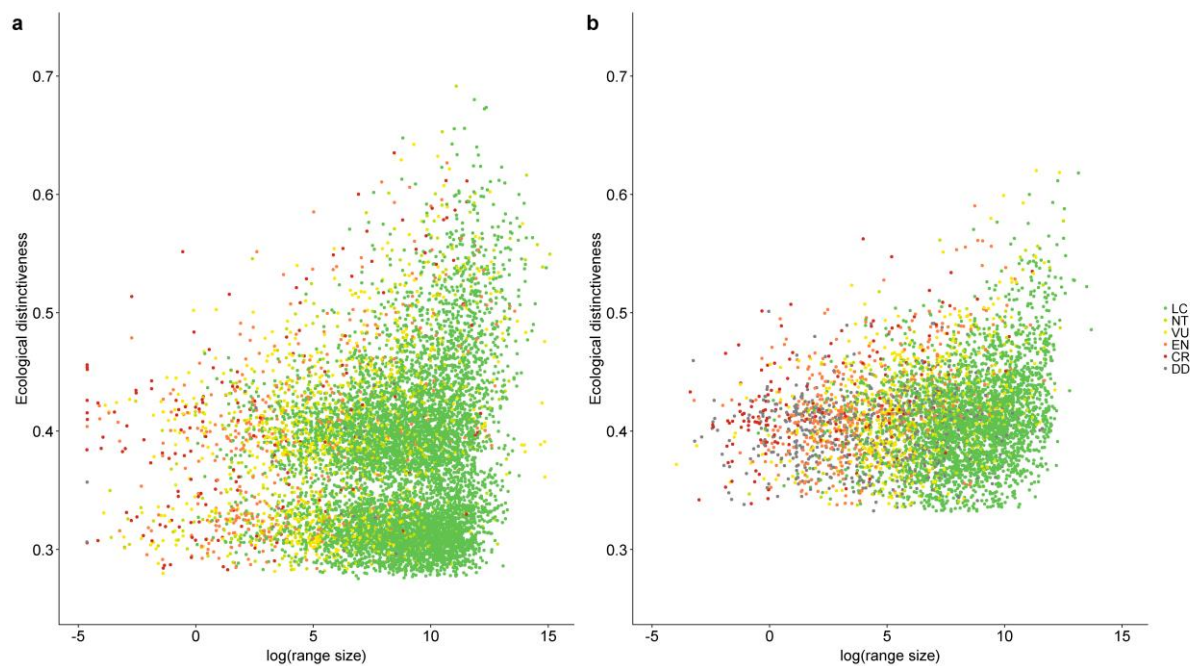 a
b
0.7
0.6
0.5
0.4
0.3
Ecological distinctiveness
-5
0
5
10
15
log(range size)
0.7
0.6
0.5
0.4
0.3
Ecological distinctiveness
-5
0
5
10
15
log(range size)
LC
NT
VU
EN
CR
DD